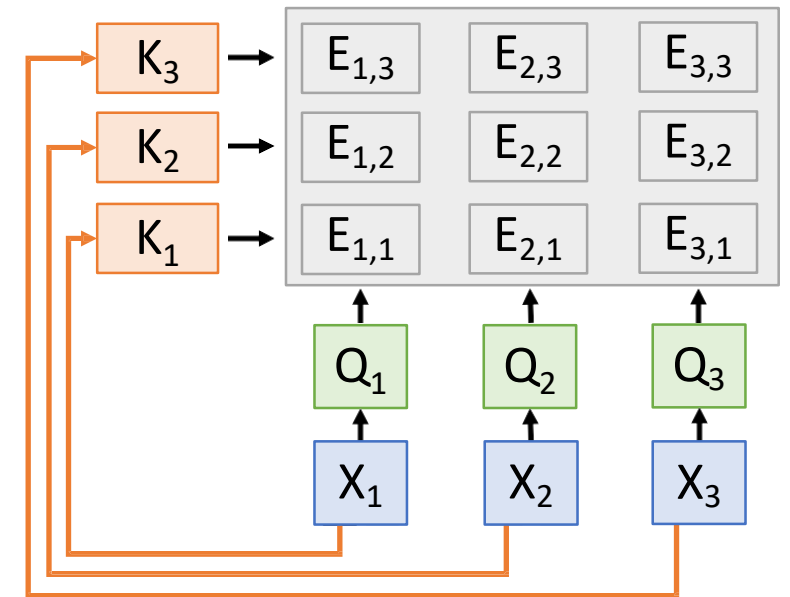 K₃ E₁,₃ E₂,₃ E₃,₃
K₂ E₁,₂ E₂,₂ E₃,₂
K₁ E₁,₁ E₂,₁ E₃,₁
Q₁ Q₂ Q₃
X₁ X₂ X₃